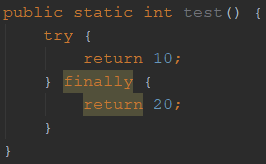 public static int test() {
    try {
        return 10;
    } finally {
        return 20;
    }
}